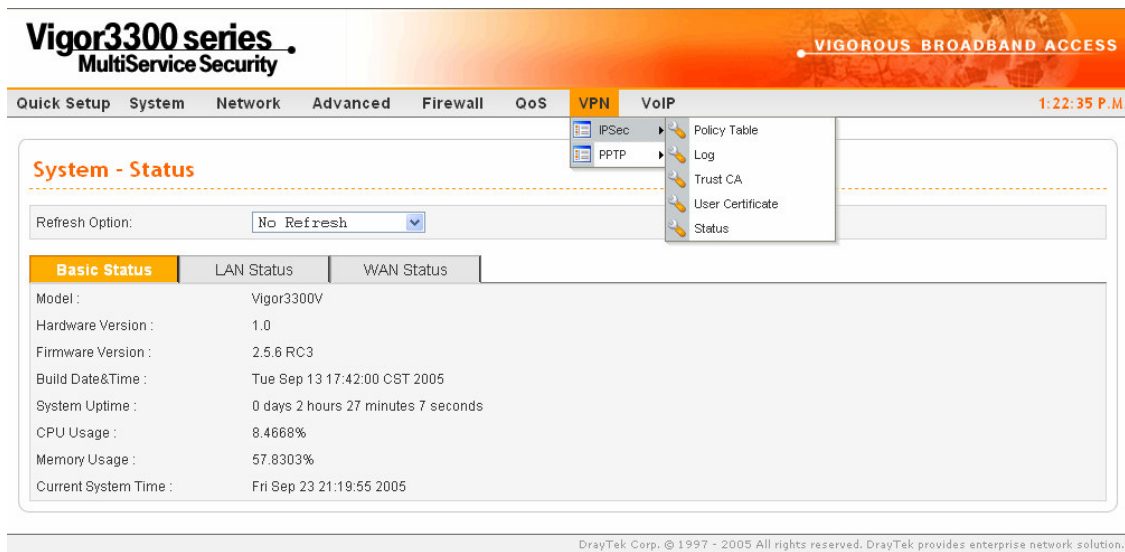 Vigor3300 series
MultiService Security
VIGOROUS BROADBAND ACCESS
Quick Setup System Network Advanced Firewall QoS VPN VoIP 1:22:35 P.M
IPSec
PPTP
Policy Table
Log
Trust CA
User Certificate
Status
System - Status
Refresh Option: No Refresh
Basic Status LAN Status WAN Status
Model : Vigor3300V
Hardware Version : 1.0
Firmware Version : 2.5.6 RC3
Build Date&Time : Tue Sep 13 17:42:00 CST 2005
System Uptime : 0 days 2 hours 27 minutes 7 seconds
CPU Usage : 8.4668%
Memory Usage : 57.8303%
Current System Time : Fri Sep 23 21:19:55 2005
DrayTek Corp. © 1997 - 2005 All rights reserved. DrayTek provides enterprise network solution.